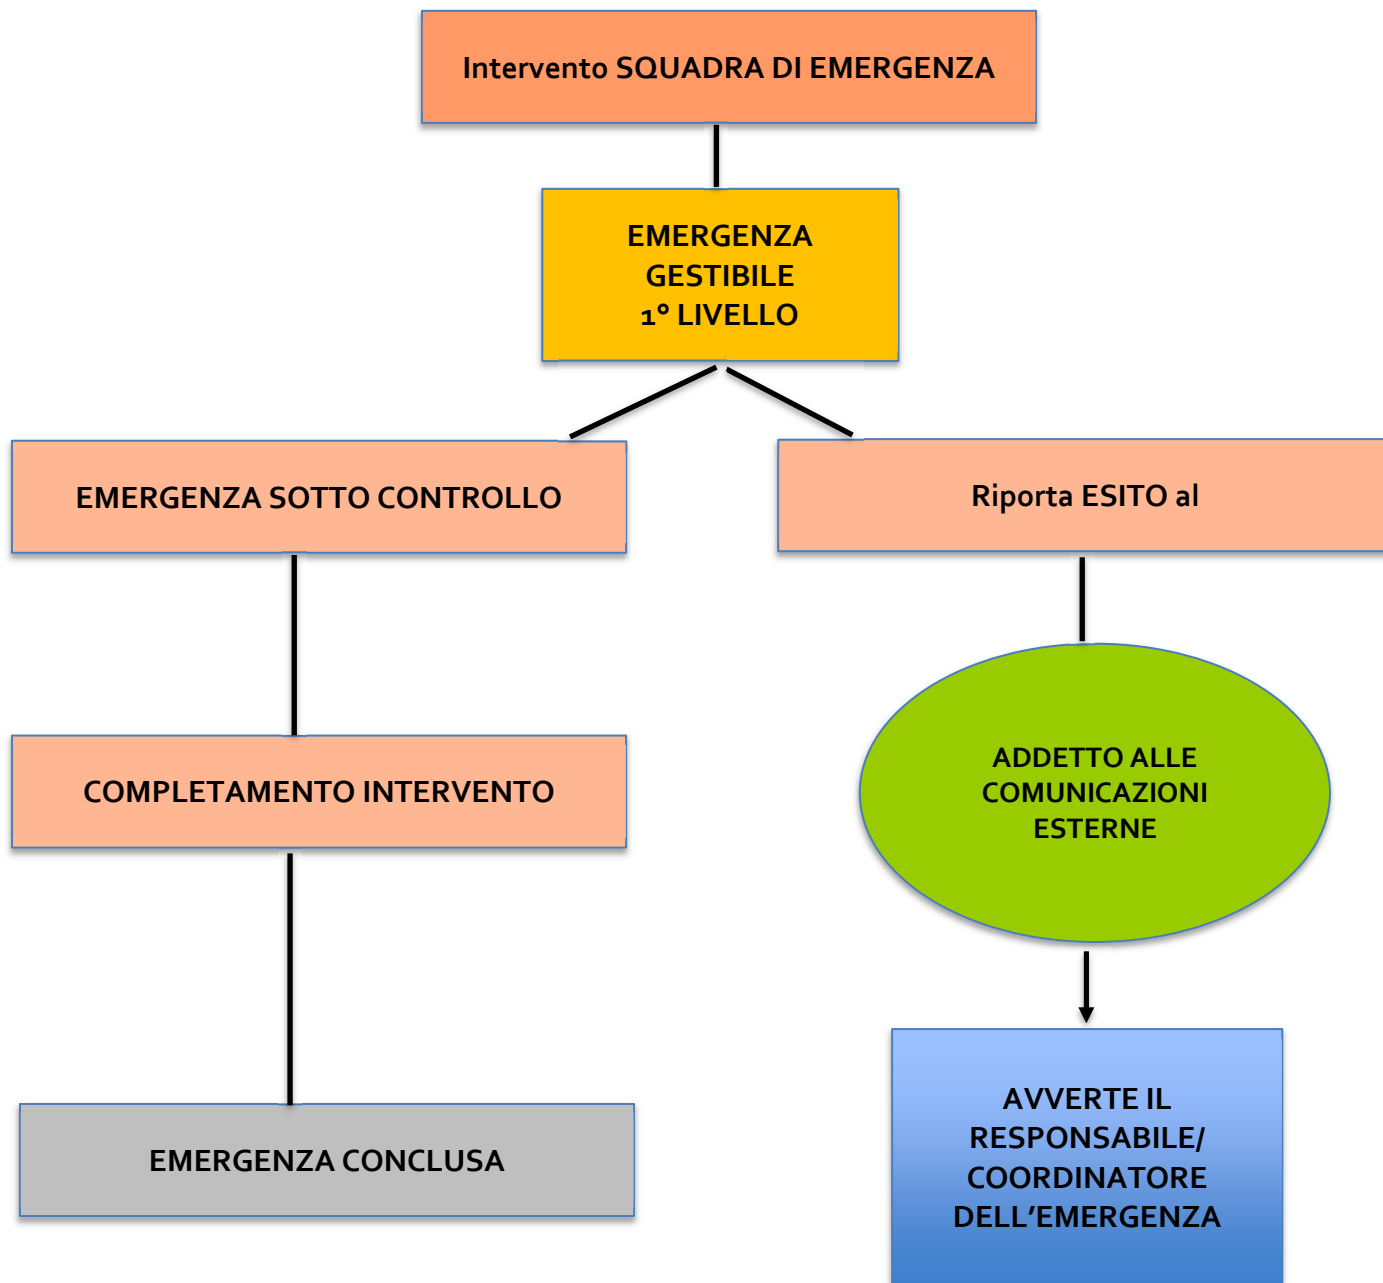 Intervento SQUADRA DI EMERGENZA
EMERGENZA
GESTIBILE
1° LIVELLO
EMERGENZA SOTTO CONTROLLO
Riporta ESITO al
COMPLETAMENTO INTERVENTO
ADDETTO ALLE
COMUNICAZIONI
ESTERNE
EMERGENZA CONCLUSA
AVVERTE IL
RESPONSABILE/
COORDINATORE
DELL’EMERGENZA